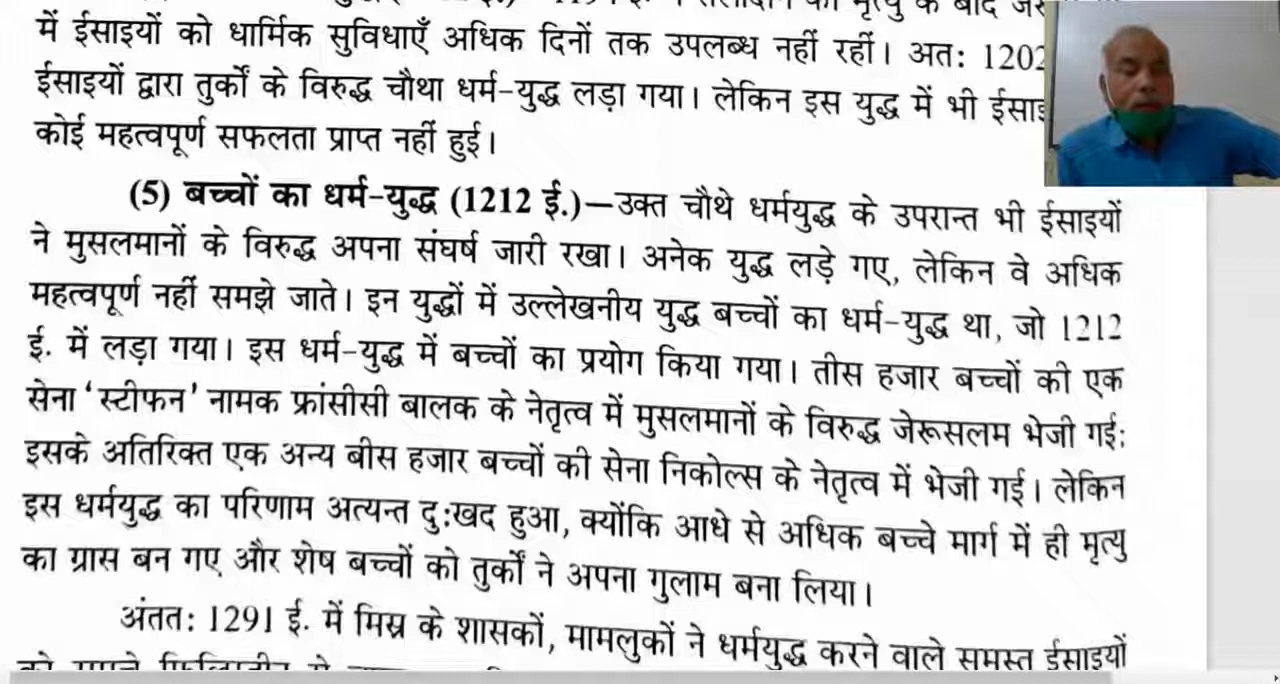 की मृत्यु के बाद
में ईसाइयों को धार्मिक सुविधाएँ अधिक दिनों तक उपलब्ध नहीं रहीं। अत: 1202
ईसाइयों द्वारा तुर्कों के विरुद्ध चौथा धर्म-युद्ध लड़ा गया। लेकिन इस युद्ध में भी
कोई महत्वपूर्ण सफलता प्राप्त नहीं हुई।
(5) बच्चों का धर्म-युद्ध (1212 ई.)—उक्त चौथे धर्मयुद्ध के उपरान्त भी ईसाइयों
ने मुसलमानों के विरुद्ध अपना संघर्ष जारी रखा। अनेक युद्ध लड़े गए, लेकिन वे अधिक
महत्वपूर्ण नहीं समझे जाते। इन युद्धों में उल्लेखनीय युद्ध बच्चों का धर्म-युद्ध था, जो 1212
ई. में लड़ा गया। इस धर्म-युद्ध में बच्चों का प्रयोग किया गया। तीस हजार बच्चों की एक
सेना 'स्टीफन' नामक फ्रांसीसी बालक के नेतृत्व में मुसलमानों के विरुद्ध जेरूसलम भेजी गई:
इसके अतिरिक्त एक अन्य बीस हजार बच्चों की सेना निकोल्स के नेतृत्व में भेजी गई। लेकिन
इस धर्मयुद्ध का परिणाम अत्यन्त दु:खद हुआ, क्योंकि आधे से अधिक बच्चे मार्ग में ही मृत्यु
का ग्रास बन गए और शेष बच्चों को तुर्कों ने अपना गुलाम बना लिया।
अंतत: 1291 ई. में मिस्र के शासकों, मामलुकों ने धर्मयुद्ध करने वाले समस्त ईसाइयों